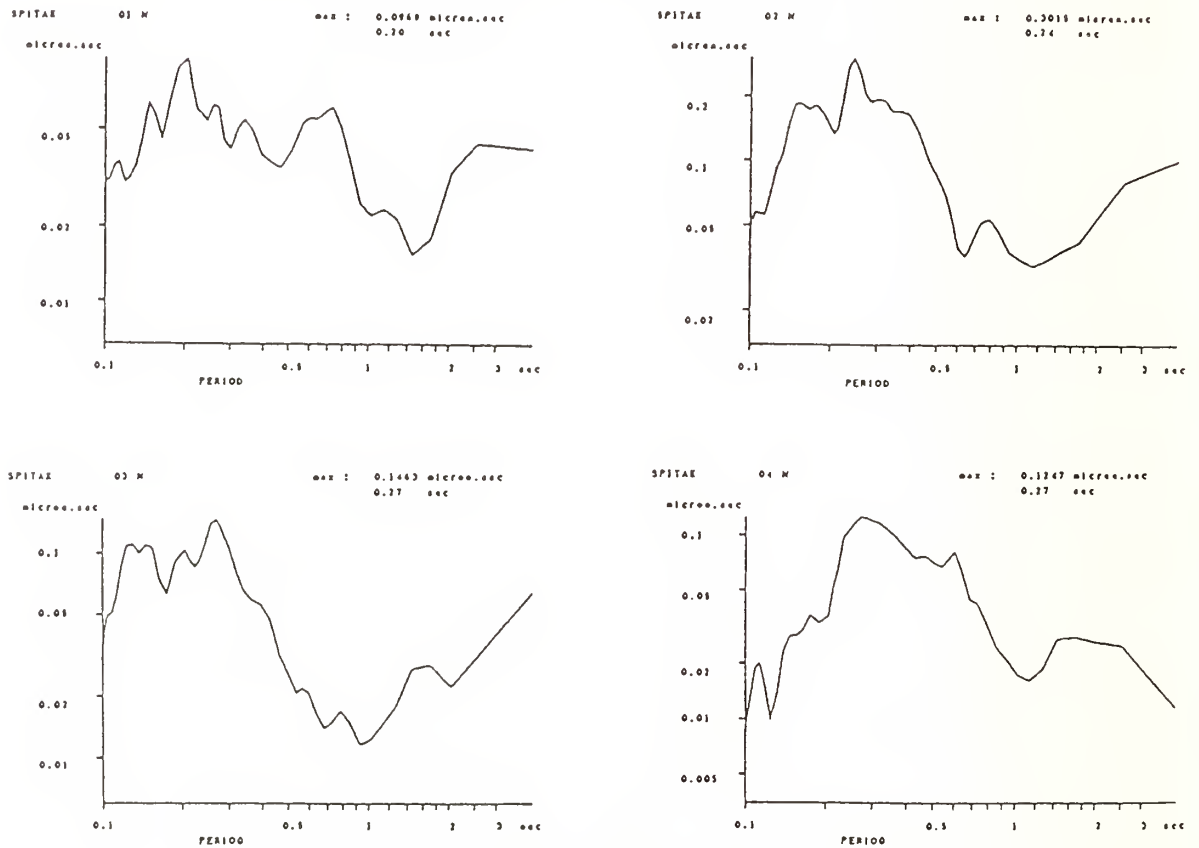 SPITAK 01 N max : 0.0969 micron.sec
0.20 sec
micron.sec
0.05
0.02
0.01
0.1 0.5 1 2 3 sec
PERIOD
SPITAK 02 N max : 0.3015 micron.sec
0.24 sec
micron.sec
0.2
0.1
0.05
0.02
0.1 0.5 1 2 3 sec
PERIOD
SPITAK 03 N max : 0.1463 micron.sec
0.27 sec
micron.sec
0.1
0.05
0.02
0.01
0.1 0.5 1 2 3 sec
PERIOD
SPITAK 04 N max : 0.1247 micron.sec
0.27 sec
micron.sec
0.1
0.05
0.02
0.01
0.005
0.1 0.5 1 2 3 sec
PERIOD